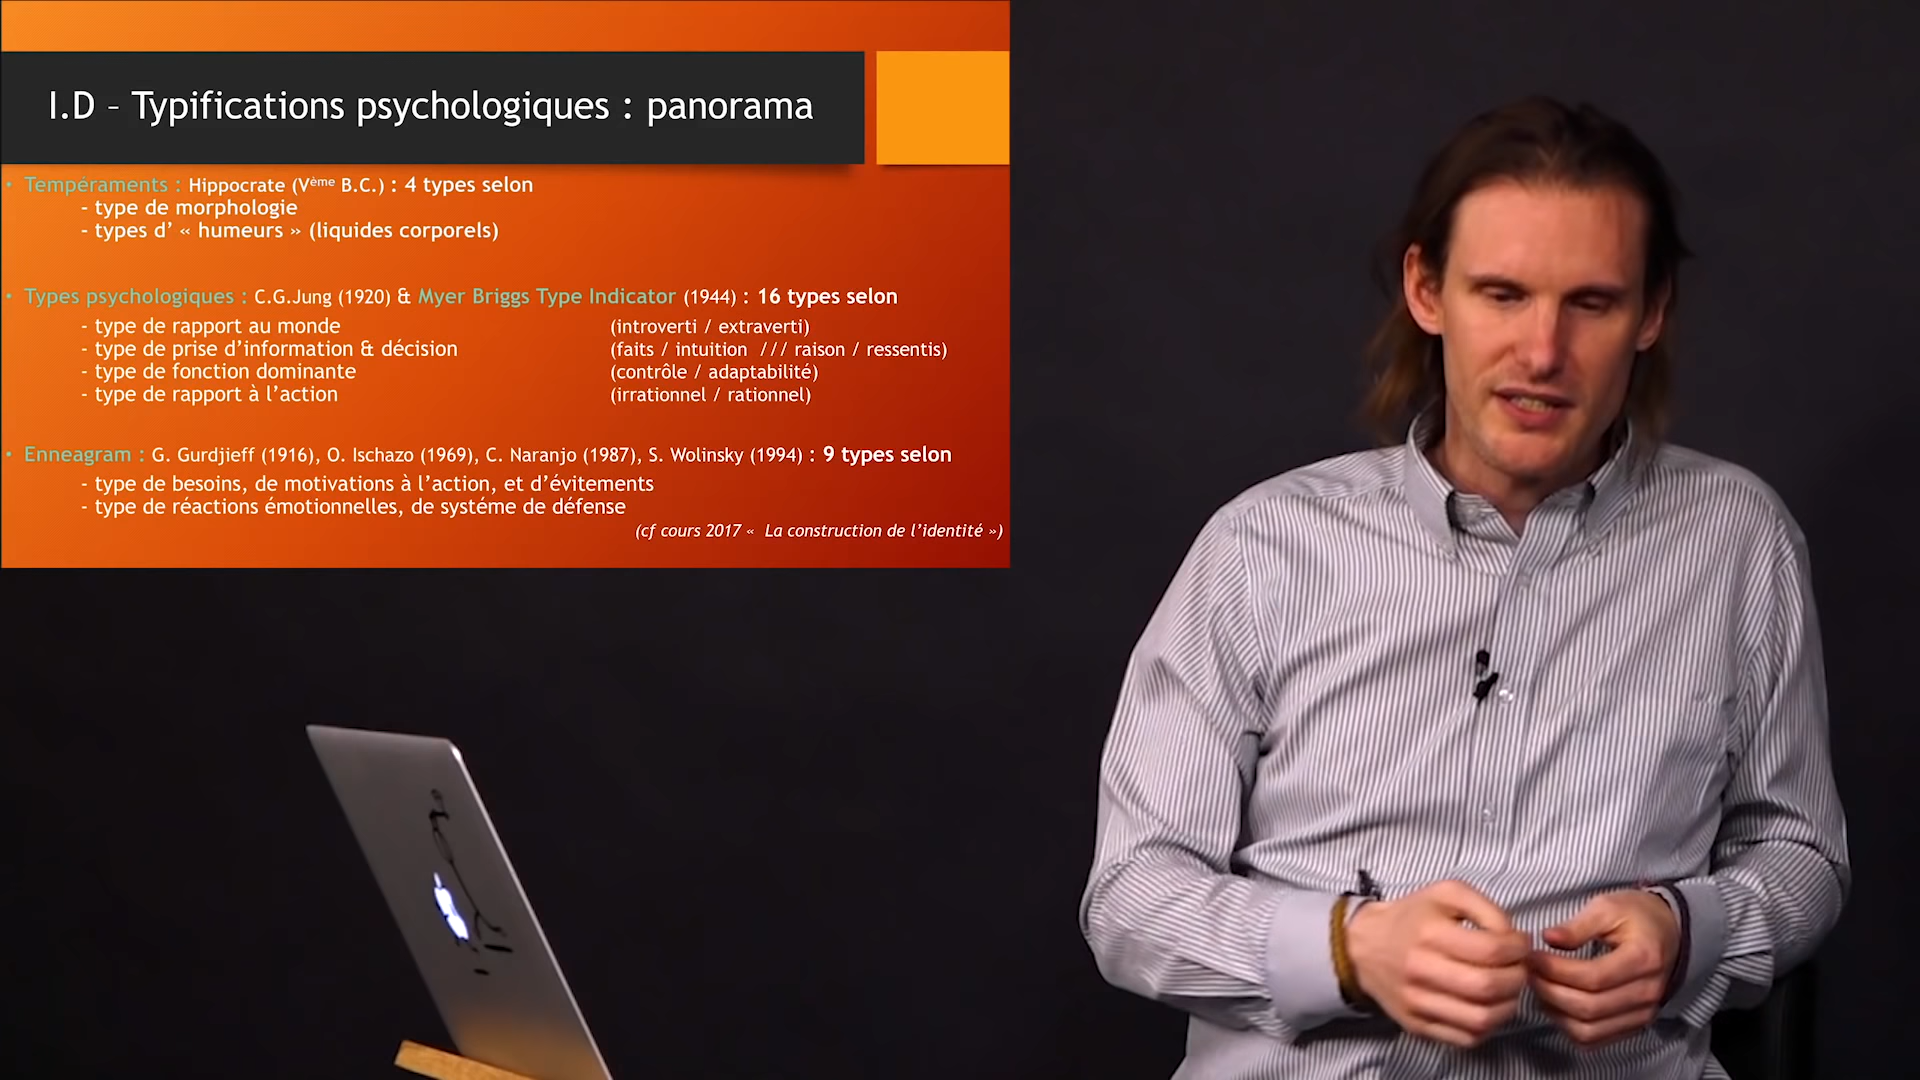 I.D – Typifications psychologiques : panorama
• Tempéraments : Hippocrate (Vème B.C.) : 4 types selon
- type de morphologie
- types d’ « humeurs » (liquides corporels)
• Types psychologiques : C.G.Jung (1920) & Myer Briggs Type Indicator (1944) : 16 types selon
- type de rapport au monde (introverti / extraverti)
- type de prise d’information & décision (faits / intuition /// raison / ressentis)
- type de fonction dominante (contrôle / adaptabilité)
- type de rapport à l’action (irrationnel / rationnel)
• Enneagram : G. Gurdjieff (1916), O. Ischazo (1969), C. Naranjo (1987), S. Wolinsky (1994) : 9 types selon
- type de besoins, de motivations à l’action, et d’évitements
- type de réactions émotionnelles, de systéme de défense
(cf cours 2017 « La construction de l’identité »)